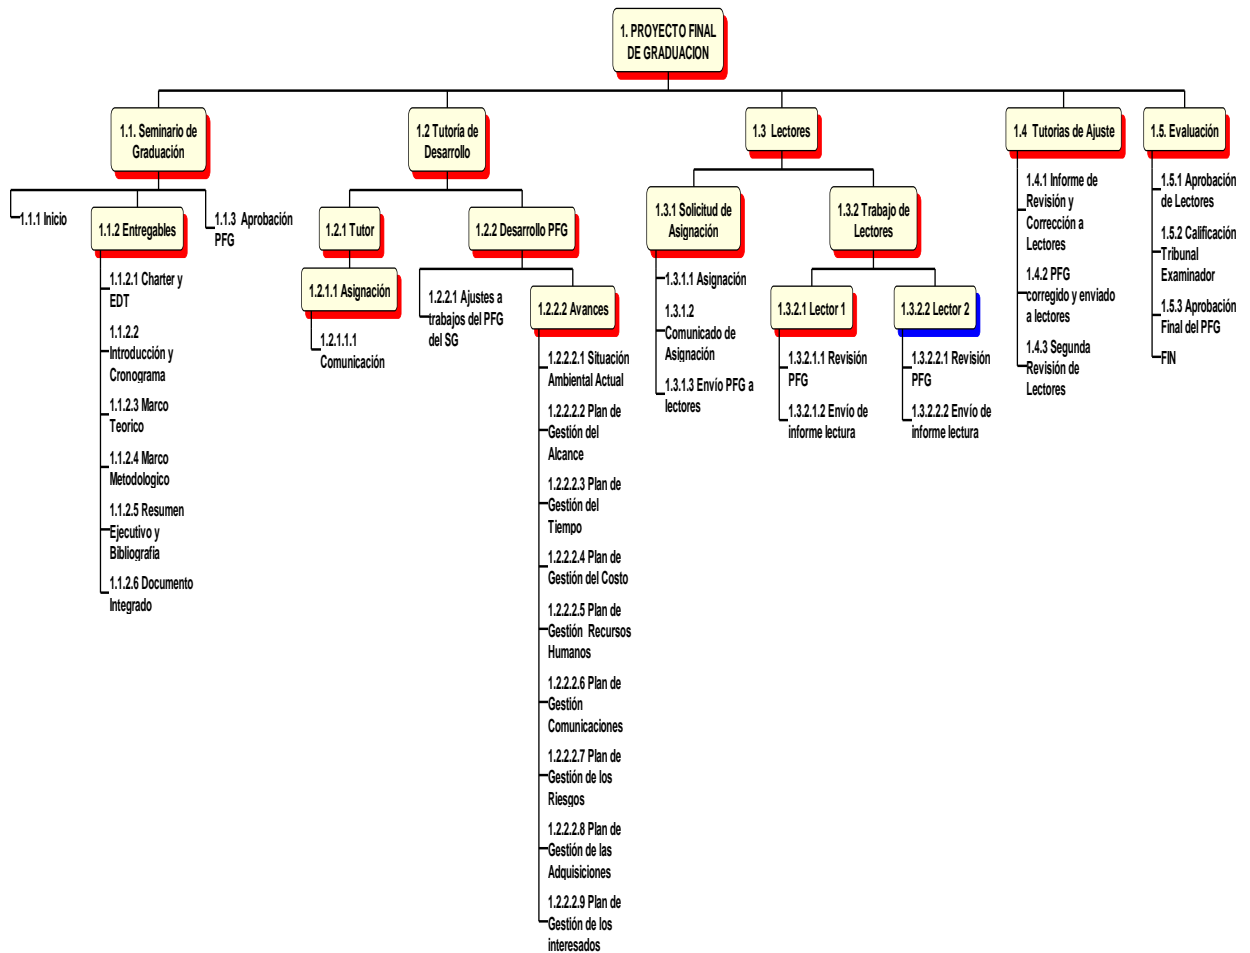 1. PROYECTO FINAL
DE GRADUACION
1.1. Seminario de
Graduación
1.1.1 Inicio
1.1.2 Entregables
1.1.2.1 Charter y
EDT
1.1.2.2
Introducción y
Cronograma
1.1.2.3 Marco
Teorico
1.1.2.4 Marco
Metodologico
1.1.2.5 Resumen
Ejecutivo y
Bibliografia
1.1.2.6 Documento
Integrado
1.1.3 Aprobación
PFG
1.2 Tutoría de
Desarrollo
1.2.1 Tutor
1.2.1.1 Asignación
1.2.1.1.1
Comunicación
1.2.2 Desarrollo PFG
1.2.2.1 Ajustes a
trabajos del PFG
del SG
1.2.2.2 Avances
1.2.2.2.1 Situación
Ambiental Actual
1.2.2.2.2 Plan de
Gestión del
Alcance
1.2.2.2.3 Plan de
Gestión del
Tiempo
1.2.2.2.4 Plan de
Gestión del Costo
1.2.2.2.5 Plan de
Gestión Recursos
Humanos
1.2.2.2.6 Plan de
Gestión
Comunicaciones
1.2.2.2.7 Plan de
Gestión de los
Riesgos
1.2.2.2.8 Plan de
Gestión de las
Adquisiciones
1.2.2.2.9 Plan de
Gestión de los
interesados
1.3 Lectores
1.3.1 Solicitud de
Asignación
1.3.1.1 Asignación
1.3.1.2
Comunicado de
Asignación
1.3.1.3 Envío PFG a
lectores
1.3.2 Trabajo de
Lectores
1.3.2.1 Lector 1
1.3.2.1.1 Revisión
PFG
1.3.2.1.2 Envío de
informe lectura
1.3.2.2 Lector 2
1.3.2.2.1 Revisión
PFG
1.3.2.2.2 Envío de
informe lectura
1.4 Tutorias de Ajuste
1.4.1 Informe de
Revisión y
Corrección a
Lectores
1.4.2 PFG
corregido y enviado
a lectores
1.4.3 Segunda
Revisión de
Lectores
1.5. Evaluación
1.5.1 Aprobación
de Lectores
1.5.2 Calificación
Tribunal
Examinador
1.5.3 Aprobación
Final del PFG
FIN